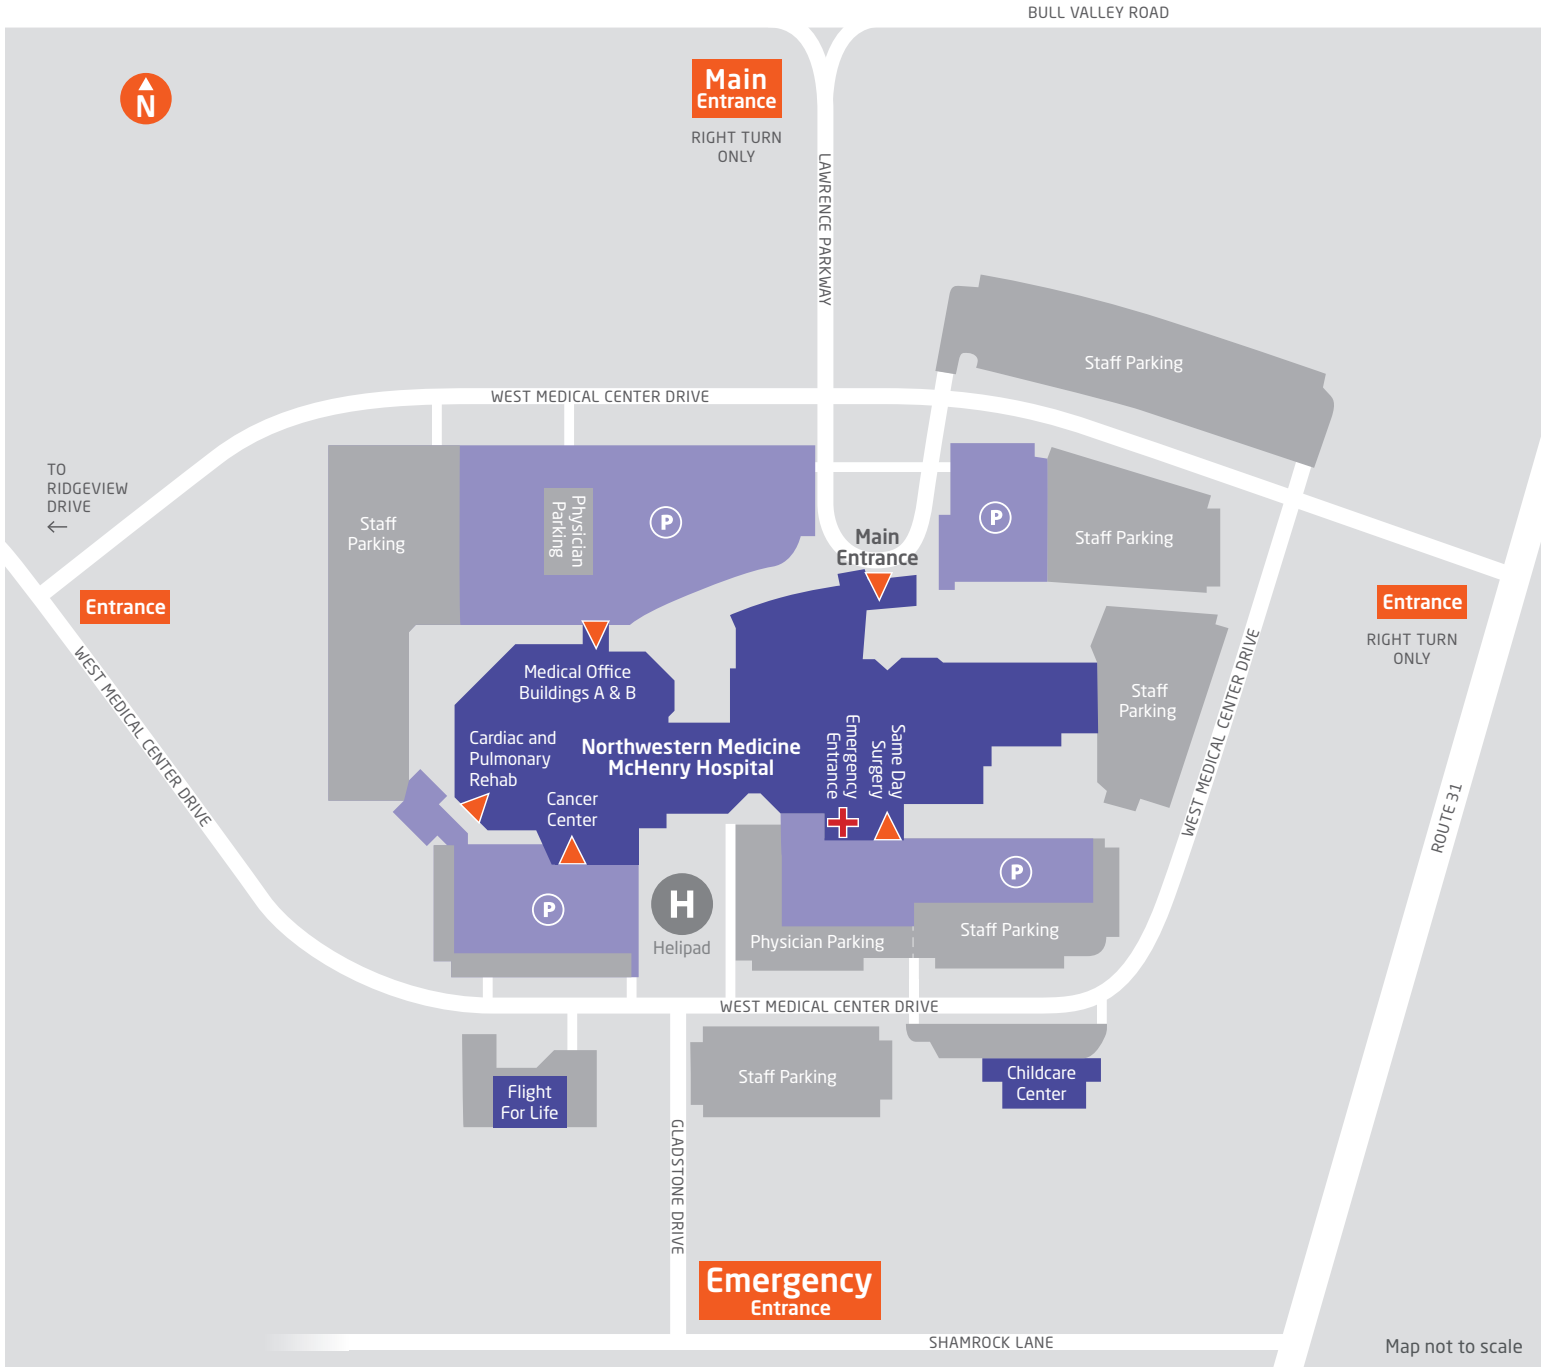 BULL VALLEY ROAD
N
Main
Entrance
RIGHT TURN
ONLY
LAWRENCE PARKWAY
Staff Parking
WEST MEDICAL CENTER DRIVE
TO
RIDGEVIEW
DRIVE
←
Staff
Parking
Physician
Parking
P
Main
Entrance
P
Staff Parking
Entrance
Entrance
RIGHT TURN
ONLY
WEST MEDICAL CENTER DRIVE
Medical Office
Buildings A & B
Staff
Parking
WEST MEDICAL CENTER DRIVE
Cardiac and
Pulmonary
Rehab
Northwestern Medicine
McHenry Hospital
Emergency
Entrance
Same Day
Surgery
Cancer
Center
ROUTE 31
P
P
H
Helipad
Physician Parking
Staff Parking
WEST MEDICAL CENTER DRIVE
Flight
For Life
Staff Parking
Childcare
Center
GLADSTONE DRIVE
Emergency
Entrance
SHAMROCK LANE
Map not to scale